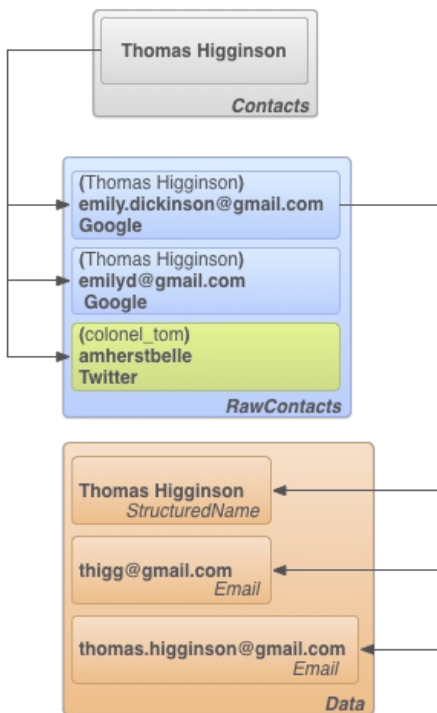 Thomas Higginson
Contacts
(Thomas Higginson)
emily.dickinson@gmail.com
Google
(Thomas Higginson)
emilyd@gmail.com
Google
(colonel_tom)
amherstbelle
Twitter
RawContacts
Thomas Higginson
StructuredName
thigg@gmail.com
Email
thomas.higginson@gmail.com
Email
Data